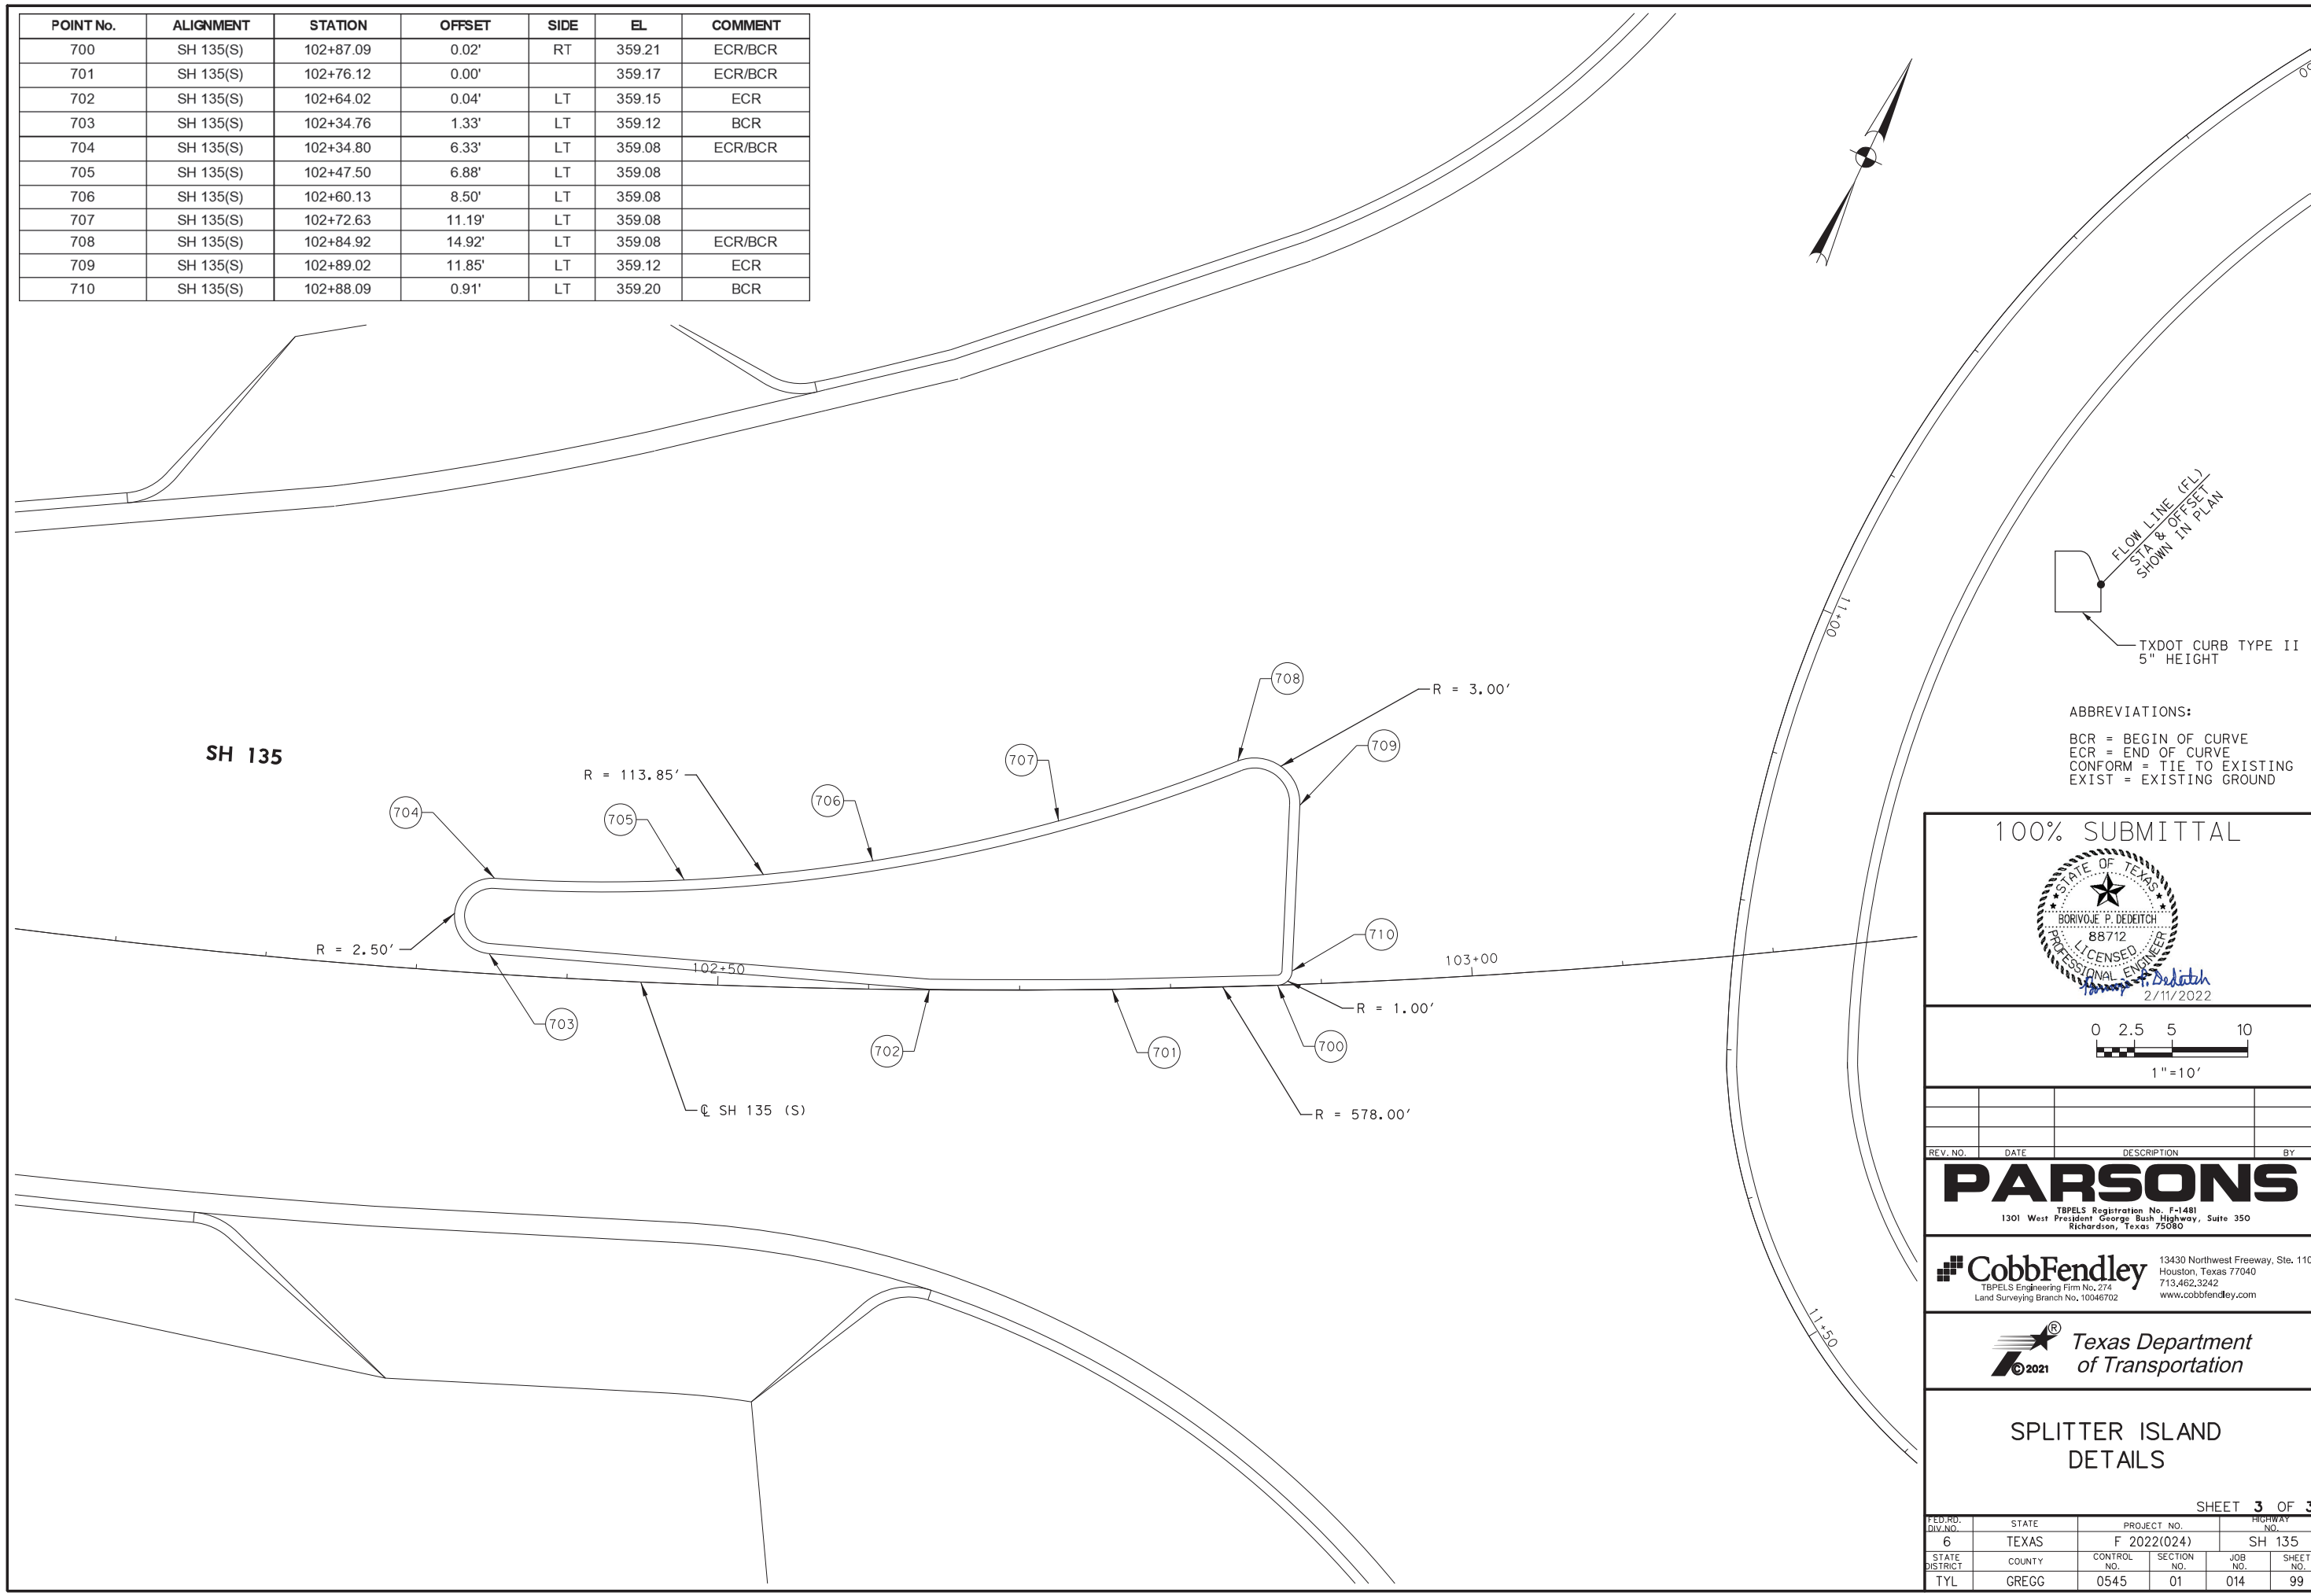 POINT No. ALIGNMENT STATION OFFSET SIDE EL COMMENT
700 SH 135(S) 102+87.09 0.02' RT 359.21 ECR/BCR
701 SH 135(S) 102+76.12 0.00' 359.17 ECR/BCR
702 SH 135(S) 102+64.02 0.04' LT 359.15 ECR
703 SH 135(S) 102+34.76 1.33' LT 359.12 BCR
704 SH 135(S) 102+34.80 6.33' LT 359.08 ECR/BCR
705 SH 135(S) 102+47.50 6.88' LT 359.08
706 SH 135(S) 102+60.13 8.50' LT 359.08
707 SH 135(S) 102+72.63 11.19' LT 359.08
708 SH 135(S) 102+84.92 14.92' LT 359.08 ECR/BCR
709 SH 135(S) 102+89.02 11.85' LT 359.12 ECR
710 SH 135(S) 102+88.09 0.91' LT 359.20 BCR
FLOW LINE (FL)
STA & OFFSET
SHOWN IN PLAN
11+00
TXDOT CURB TYPE II
5" HEIGHT
708
R = 3.00'
709
SH 135
707
R = 113.85'
706
704
705
ABBREVIATIONS:
BCR = BEGIN OF CURVE
ECR = END OF CURVE
CONFORM = TIE TO EXISTING
EXIST = EXISTING GROUND
R = 2.50'
710
102+50
103+00
R = 1.00'
703
702
701
700
℄ SH 135 (S)
R = 578.00'
11+50
100% SUBMITTAL
STATE OF TEXAS
BORIVOJE P. DEDEITCH
88712
LICENSED
PROFESSIONAL ENGINEER
2/11/2022
0 2.5 5 10
1"=10'
REV. NO. DATE DESCRIPTION BY
PARSONS
TBPELS Registration No. F-1481
1301 West President George Bush Highway, Suite 350
Richardson, Texas 75080
CobbFendley
TBPELS Engineering Firm No. 274
Land Surveying Branch No. 10046702
13430 Northwest Freeway, Ste. 110
Houston, Texas 77040
713.462.3242
www.cobbfendley.com
® © 2021
Texas Department
of Transportation
SPLITTER ISLAND
DETAILS
SHEET 3 OF 3
FED.RD. DIV.NO. STATE PROJECT NO. HIGHWAY NO.
6 TEXAS F 2022(024) SH 135
STATE DISTRICT COUNTY CONTROL NO. SECTION NO. JOB NO. SHEET NO.
TYL GREGG 0545 01 014 99